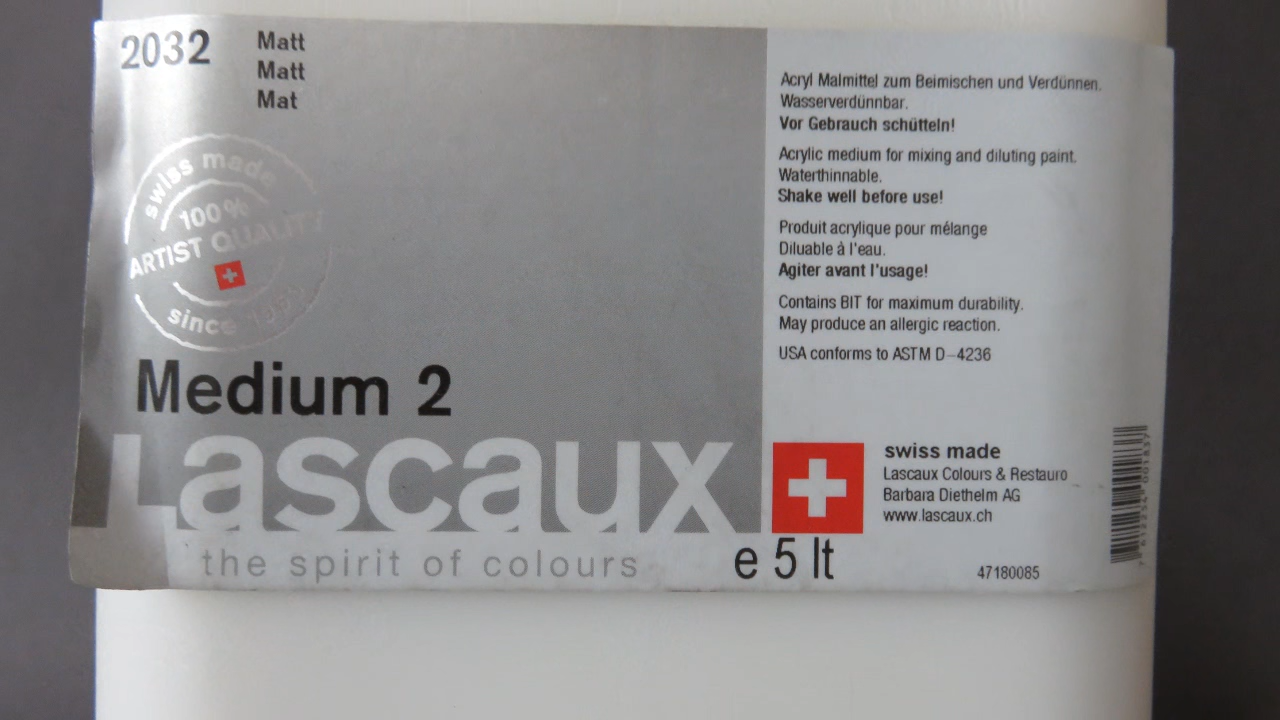 2032
Matt
Matt
Mat
swiss made
100%
ARTIST QUALITY
since
Medium 2
Lascaux
the spirit of colours
Acryl Malmittel zum Beimischen und Verdünnen.
Wasserverdünnbar.
Vor Gebrauch schütteln!
Acrylic medium for mixing and diluting paint.
Waterthinnable.
Shake well before use!
Produit acrylique pour mélange
Diluable à l'eau.
Agiter avant l'usage!
Contains BIT for maximum durability.
May produce an allergic reaction.
USA conforms to ASTM D-4236
swiss made
Lascaux Colours & Restauro
Barbara Diethelm AG
www.lascaux.ch
e 5 lt
47180085